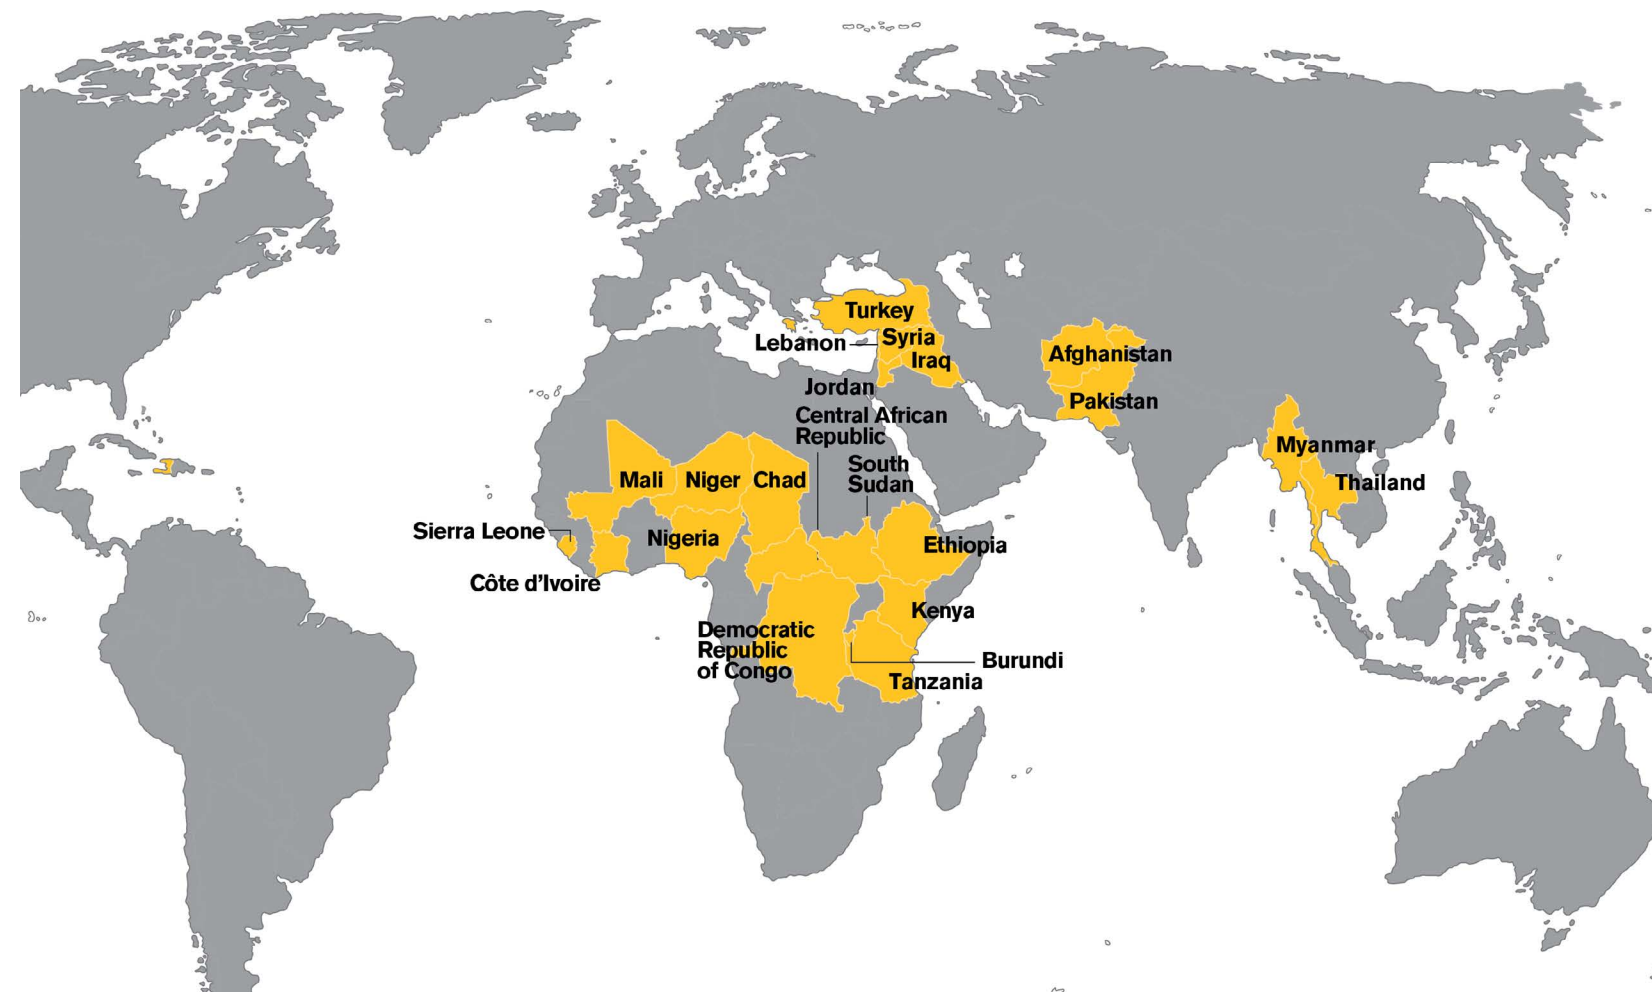 Turkey
Lebanon
Syria
Iraq
Jordan
Afghanistan
Pakistan
Central African
Republic
Myanmar
South
Sudan
Mali
Niger
Chad
Thailand
Sierra Leone
Nigeria
Ethiopia
Côte d’Ivoire
Kenya
Democratic
Republic
of Congo
Burundi
Tanzania